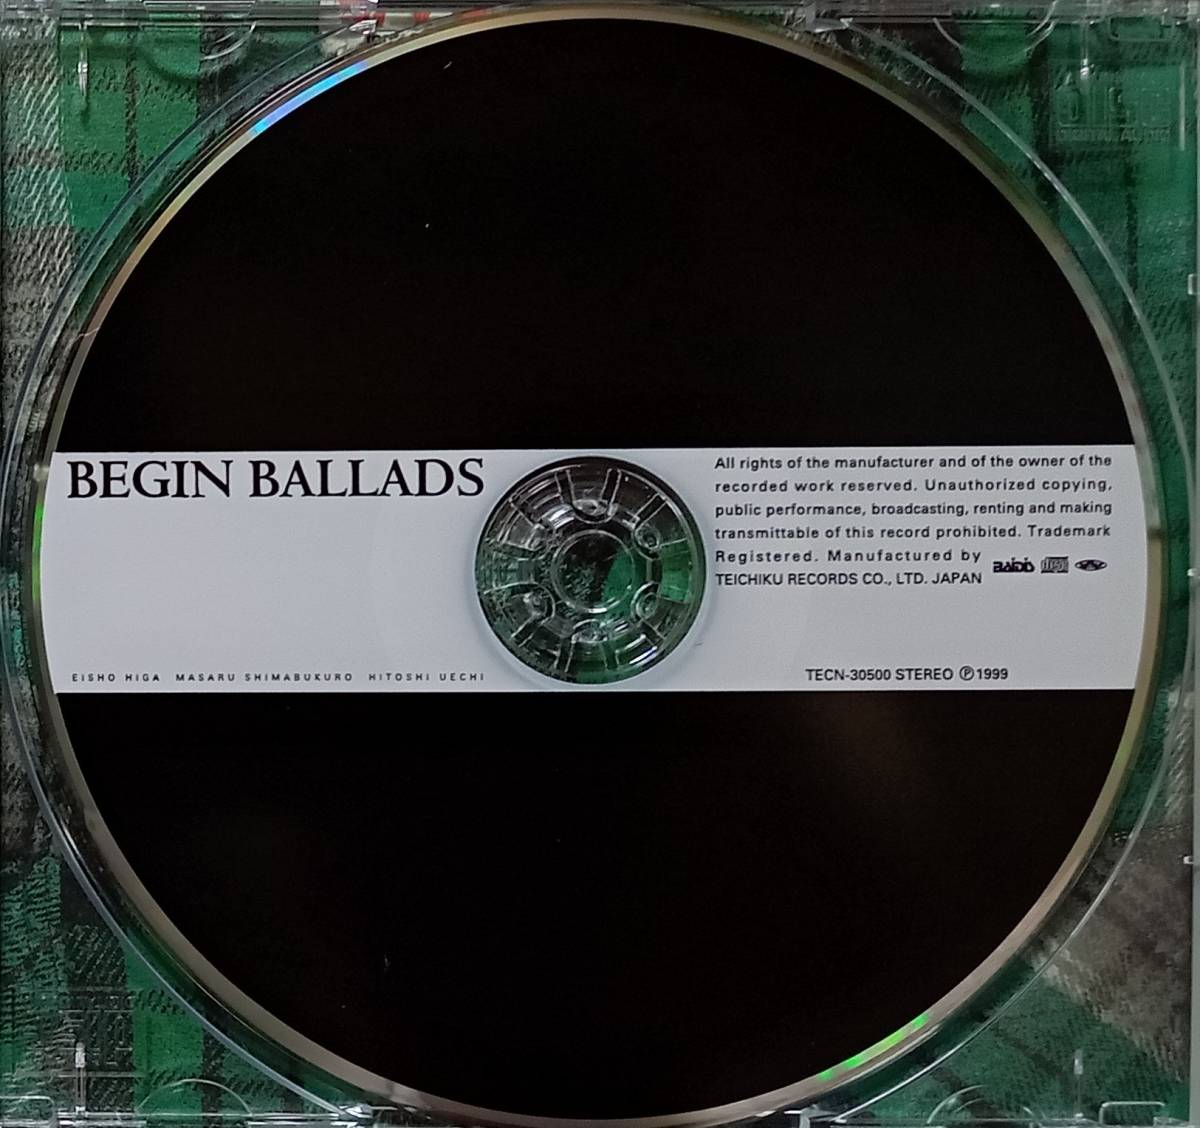 BEGIN BALLADS
EISHO HIGA MASARU SHIMABUKURO HITOSHI UECHI
All rights of the manufacturer and of the owner of the
recorded work reserved. Unauthorized copying,
public performance, broadcasting, renting and making
transmittable of this record prohibited. Trademark
Registered. Manufactured by
TEICHIKU RECORDS CO., LTD. JAPAN
BAIDIS
TECN-30500 STEREO Ⓟ1999